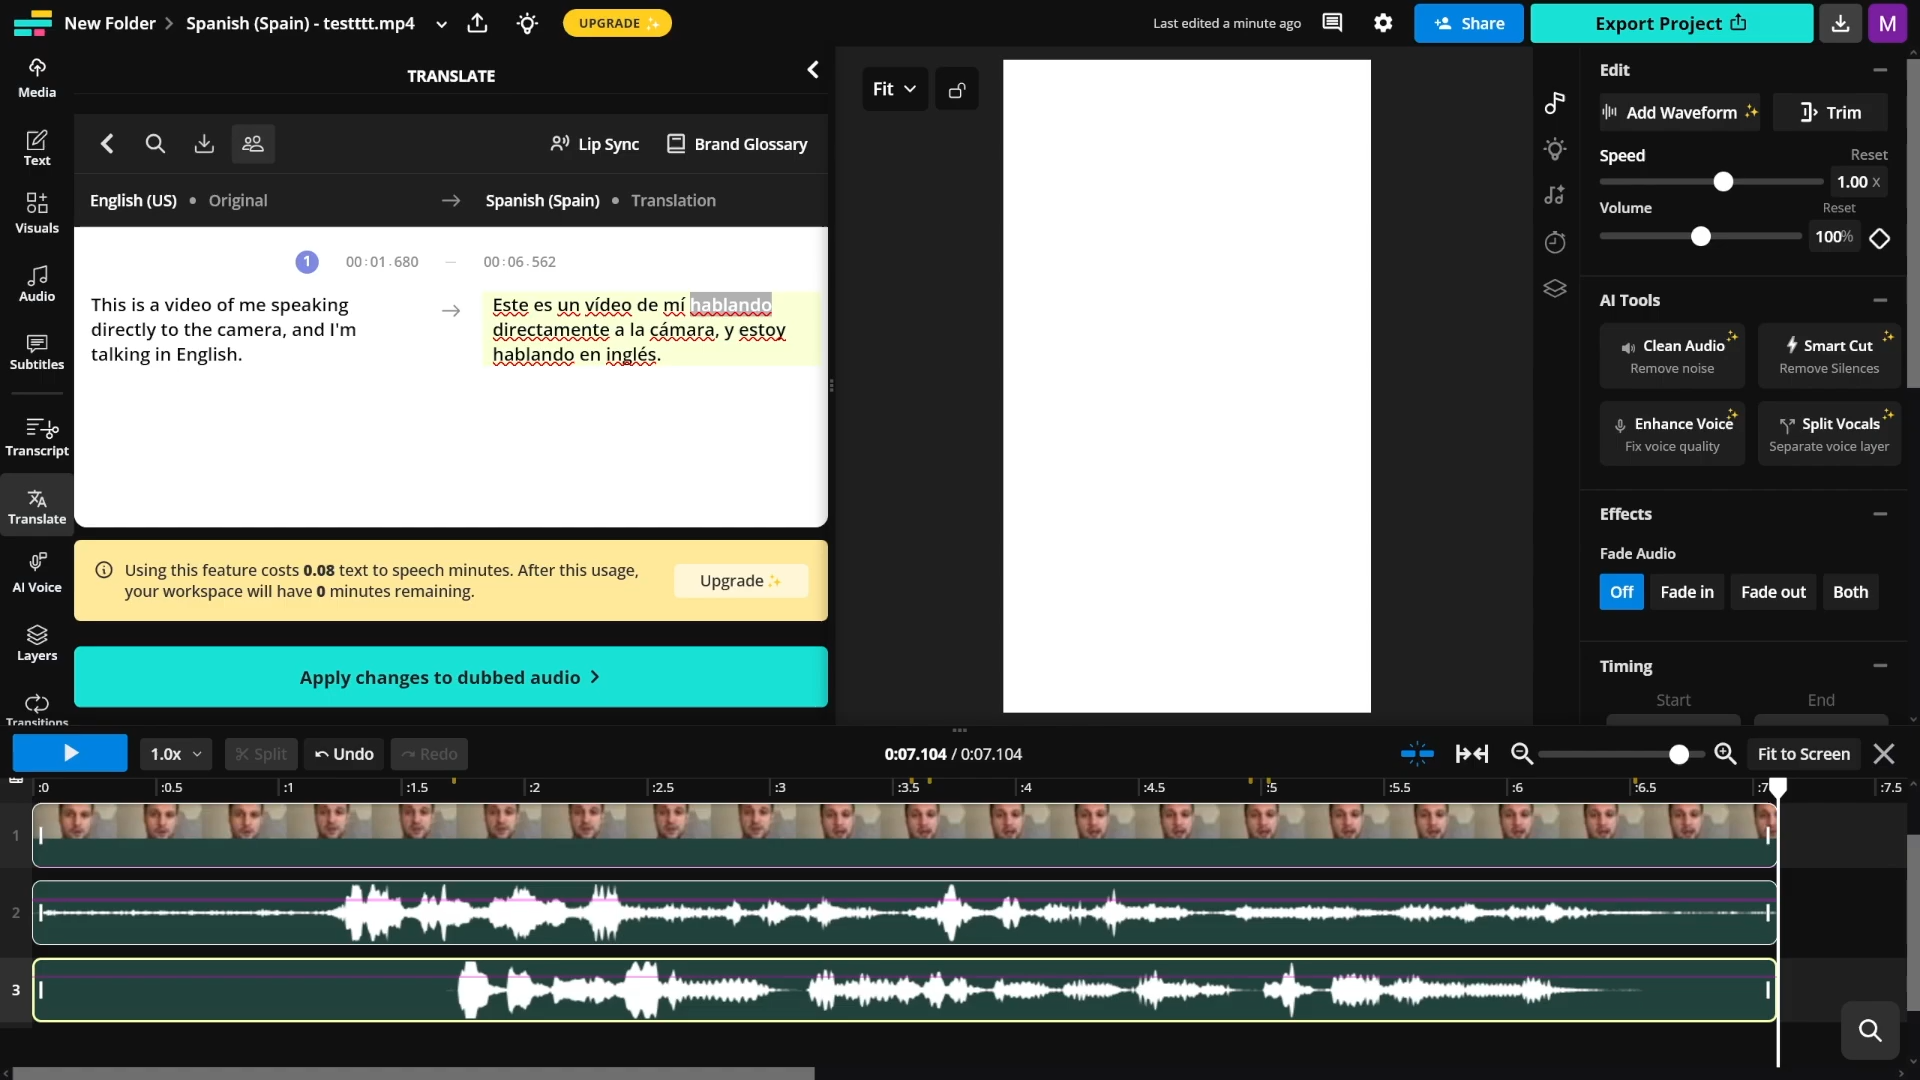 New Folder > Spanish (Spain) - testttt.mp4
UPGRADE
Last edited a minute ago
Share
Export Project
M
Media
Text
Visuals
Audio
Subtitles
Transcript
Translate
AI Voice
Layers
Transitions
TRANSLATE
Lip Sync
Brand Glossary
English (US) • Original → Spanish (Spain) • Translation
1 00:01.680 — 00:06.562
This is a video of me speaking
directly to the camera, and I'm
talking in English.
→
Este es un vídeo de mí hablando
directamente a la cámara, y estoy
hablando en inglés.
Using this feature costs 0.08 text to speech minutes. After this usage,
your workspace will have 0 minutes remaining.
Upgrade
Apply changes to dubbed audio >
Fit
Edit
Add Waveform
Trim
Speed Reset
1.00 x
Volume Reset
100%
AI Tools
Clean Audio
Remove noise
Smart Cut
Remove Silences
Enhance Voice
Fix voice quality
Split Vocals
Separate voice layer
Effects
Fade Audio
Off Fade in Fade out Both
Timing
Start End
1.0x Split Undo Redo 0:07.104 / 0:07.104 Fit to Screen
:0 :0.5 :1 :1.5 :2 :2.5 :3 :3.5 :4 :4.5 :5 :5.5 :6 :6.5 :7 :7.5
1
2
3